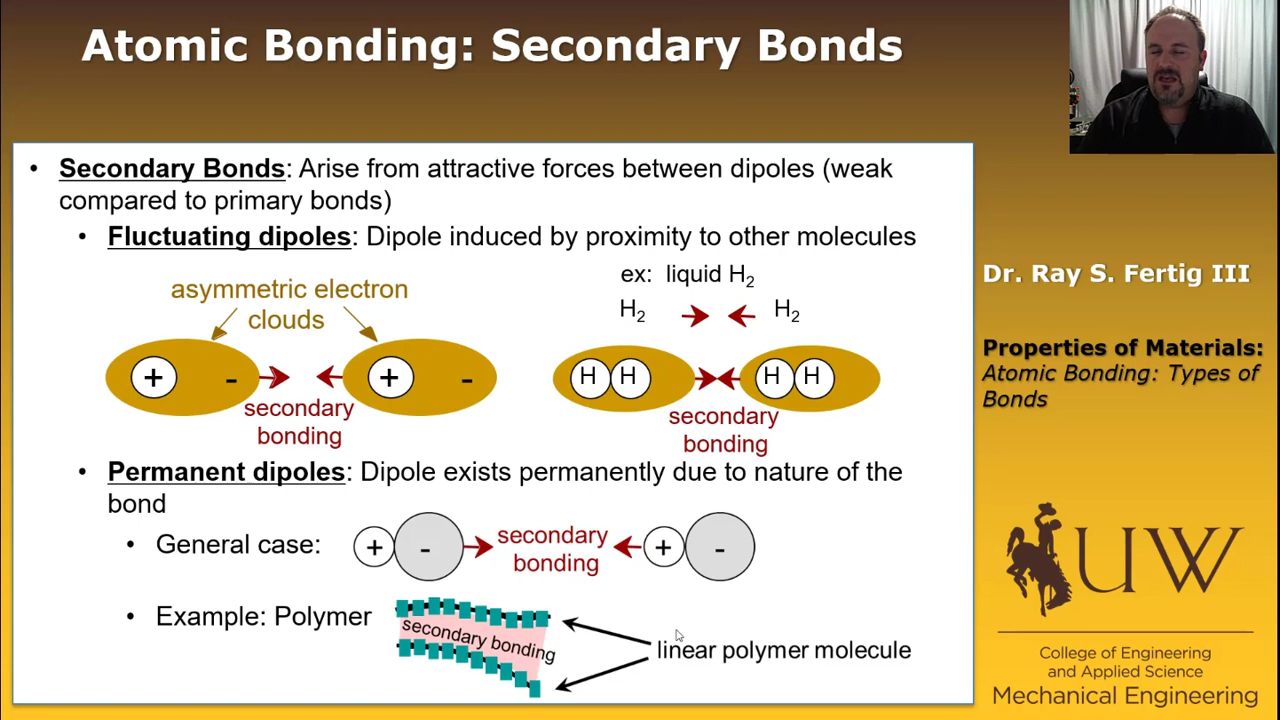 Atomic Bonding: Secondary Bonds
• Secondary Bonds: Arise from attractive forces between dipoles (weak
compared to primary bonds)
• Fluctuating dipoles: Dipole induced by proximity to other molecules
asymmetric electron
clouds
+ - + -
secondary
bonding
ex: liquid H₂
H₂ H₂
H H H H
secondary
bonding
• Permanent dipoles: Dipole exists permanently due to nature of the
bond
• General case:
+ - secondary + -
bonding
• Example: Polymer
secondary bonding
linear polymer molecule
Dr. Ray S. Fertig III
Properties of Materials:
Atomic Bonding: Types of
Bonds
UW
College of Engineering
and Applied Science
Mechanical Engineering